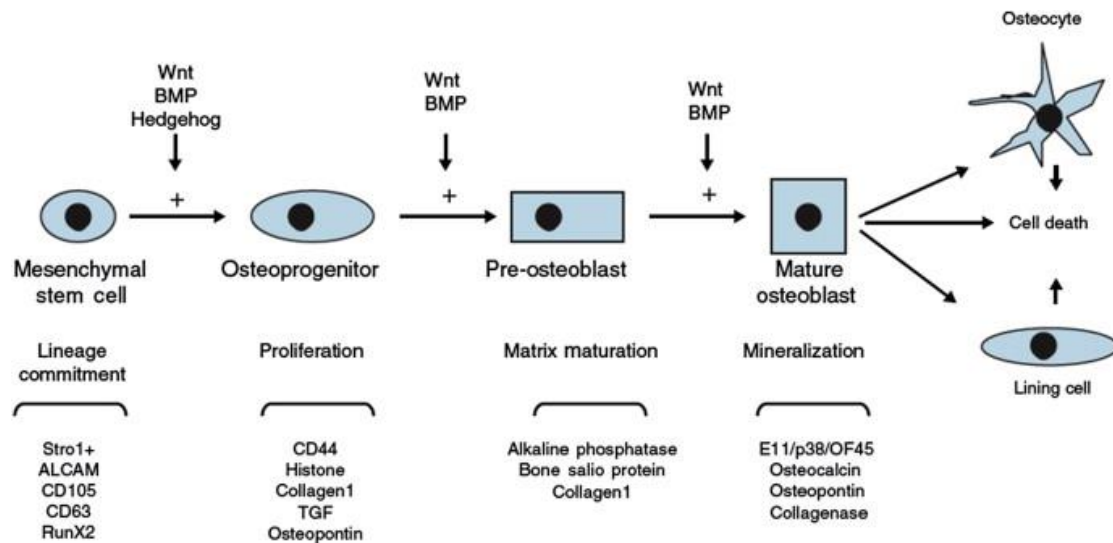 Osteocyte
Wnt
BMP
Hedgehog
Wnt
BMP
Wnt
BMP
+
+
+
Cell death
Mesenchymal
stem cell
Osteoprogenitor
Pre-osteoblast
Mature
osteoblast
Lining cell
Lineage
commitment
Proliferation
Matrix maturation
Mineralization
Stro1+
ALCAM
CD105
CD63
RunX2
CD44
Histone
Collagen1
TGF
Osteopontin
Alkaline phosphatase
Bone salio protein
Collagen1
E11/p38/OF45
Osteocalcin
Osteopontin
Collagenase